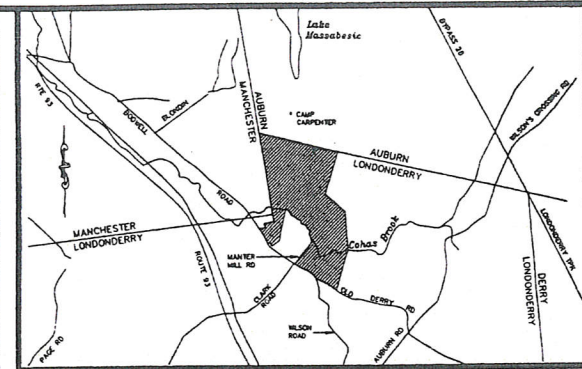 Lake
Massabesic
BYPASS 28
WILSON'S CROSSING RD
RTE 93
BODWELL
BLONDIN
AUBURN
MANCHESTER
* CAMP
CARPENTER
AUBURN
LONDONDERRY
ROAD
MANCHESTER
LONDONDERRY
Cohas Brook
MANTER
MILL RD
ROUTE 93
CLARK
ROAD
OLD DERRY RD
WILSON
ROAD
AUBURN RD
DERRY
LONDONDERRY
LONDONDERRY TPK
PAGE RD